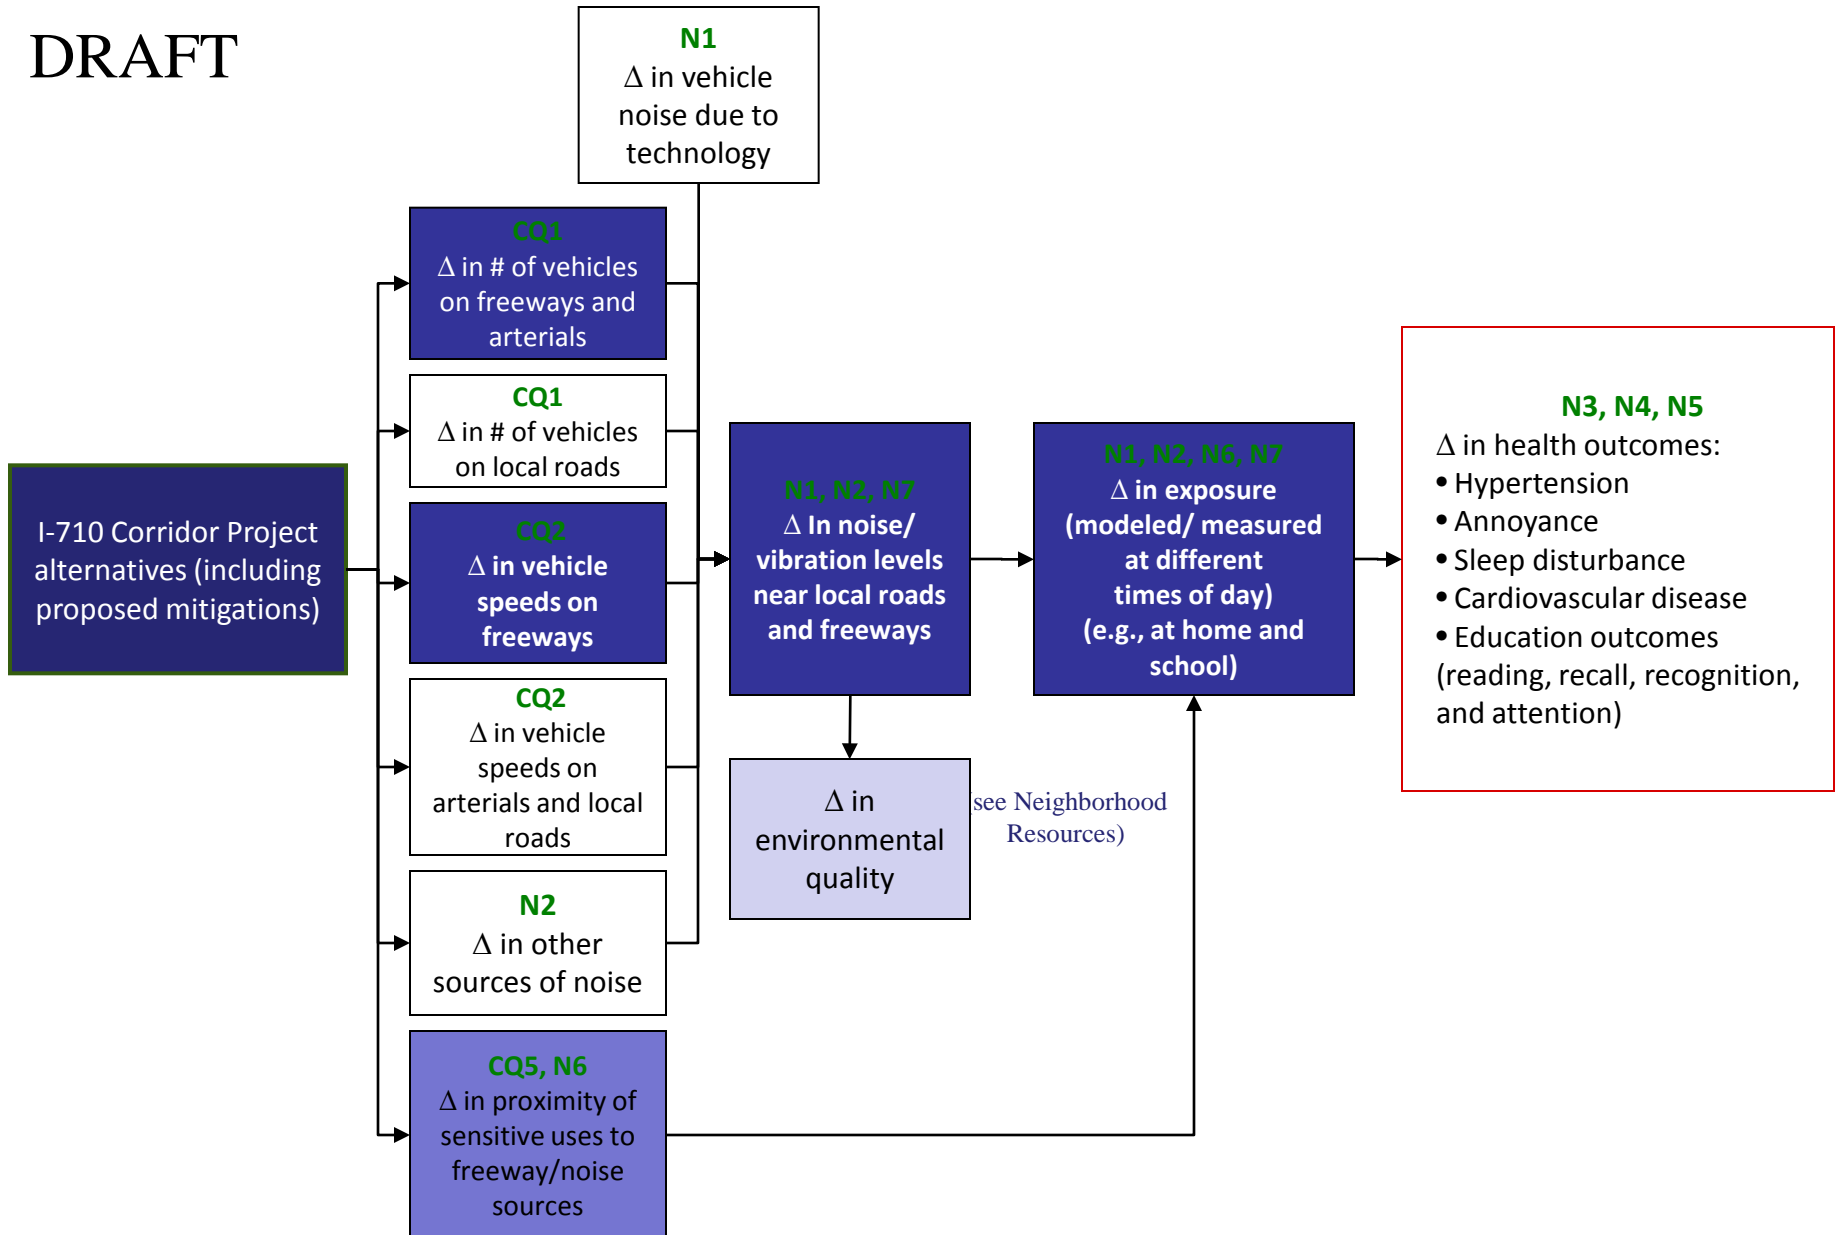 DRAFT
N1
Δ in vehicle
noise due to
technology
CQ1
Δ in # of vehicles
on freeways and
arterials
CQ1
Δ in # of vehicles
on local roads
I-710 Corridor Project
alternatives (including
proposed mitigations)
CQ2
Δ in vehicle
speeds on
freeways
CQ2
Δ in vehicle
speeds on
arterials and local
roads
N2
Δ in other
sources of noise
CQ5, N6
Δ in proximity of
sensitive uses to
freeway/noise
sources
N1, N2, N7
Δ In noise/
vibration levels
near local roads
and freeways
Δ in
environmental
quality
see Neighborhood
Resources)
N1, N2, N6, N7
Δ in exposure
(modeled/ measured
at different
times of day)
(e.g., at home and
school)
N3, N4, N5
Δ in health outcomes:
• Hypertension
• Annoyance
• Sleep disturbance
• Cardiovascular disease
• Education outcomes
(reading, recall, recognition,
and attention)